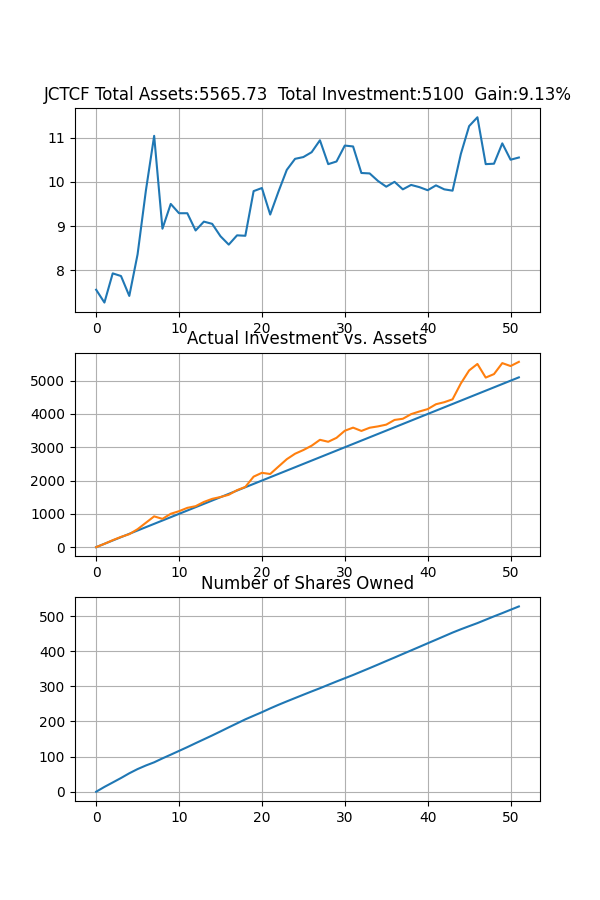 JCTCF Total Assets:5565.73  Total Investment:5100  Gain:9.13%
11
10
9
8
0 10 20 30 40 50
Actual Investment vs. Assets
5000
4000
3000
2000
1000
0
0 10 20 30 40 50
Number of Shares Owned
500
400
300
200
100
0
0 10 20 30 40 50